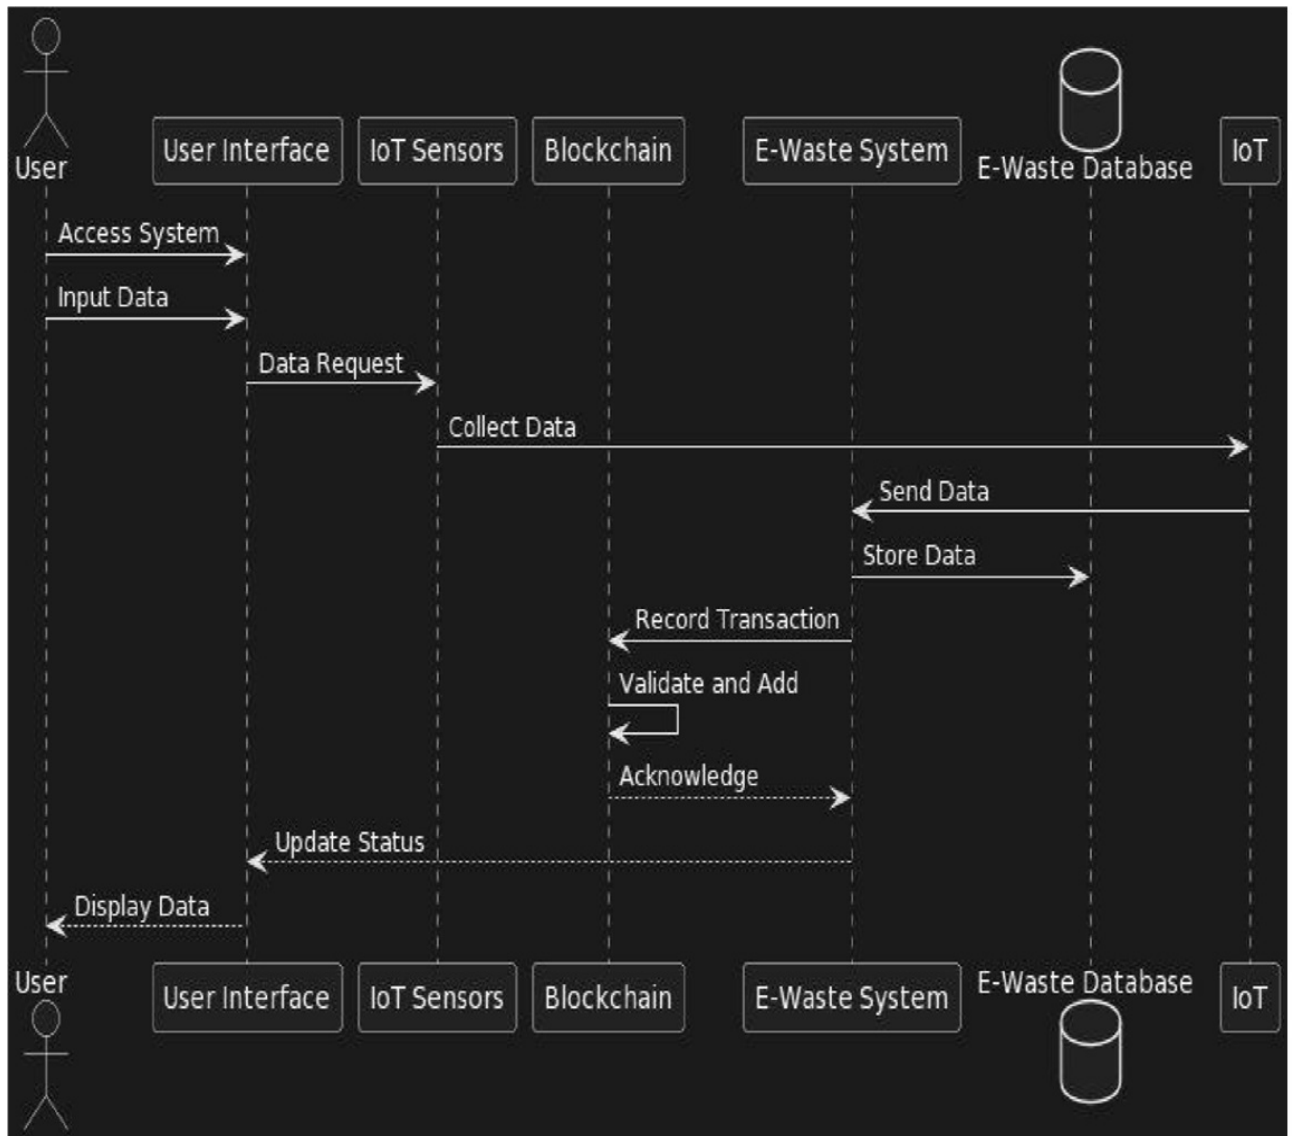 User
User Interface
IoT Sensors
Blockchain
E-Waste System
E-Waste Database
IoT
Access System
Input Data
Data Request
Collect Data
Send Data
Store Data
Record Transaction
Validate and Add
Acknowledge
Update Status
Display Data
User
User Interface
IoT Sensors
Blockchain
E-Waste System
E-Waste Database
IoT